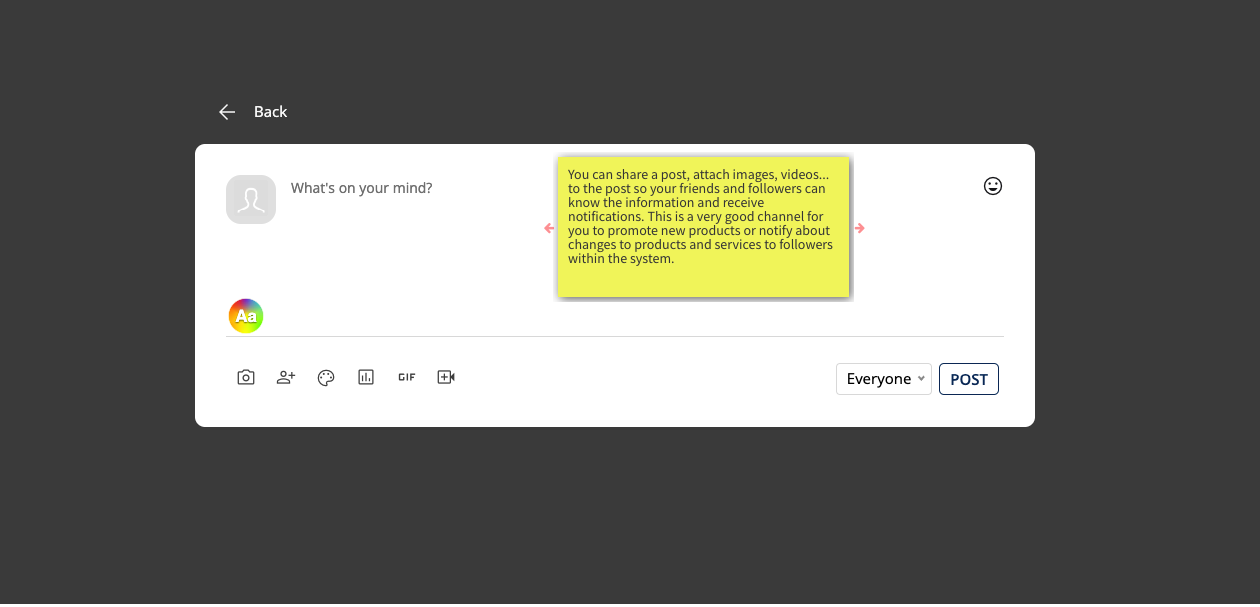 Back
What's on your mind?
You can share a post, attach images, videos...
to the post so your friends and followers can
know the information and receive
notifications. This is a very good channel for
you to promote new products or notify about
changes to products and services to followers
within the system.
Aa
GIF
Everyone
POST